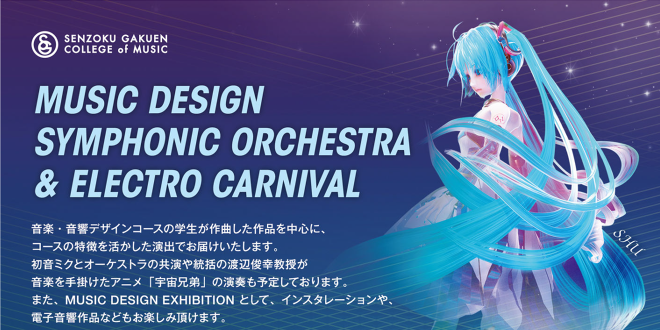 SENZOKU GAKUEN
COLLEGE of MUSIC
MUSIC DESIGN
SYMPHONIC ORCHESTRA
& ELECTRO CARNIVAL
音楽・音響デザインコースの学生が作曲した作品を中心に、
コースの特徴を活かした演出でお届けいたします。
初音ミクとオーケストラの共演や統括の渡辺俊幸教授が
音楽を手掛けたアニメ「宇宙兄弟」の演奏も予定しております。
また、MUSIC DESIGN EXHIBITION として、インスタレーションや、
電子音響作品などもお楽しみ頂けます。